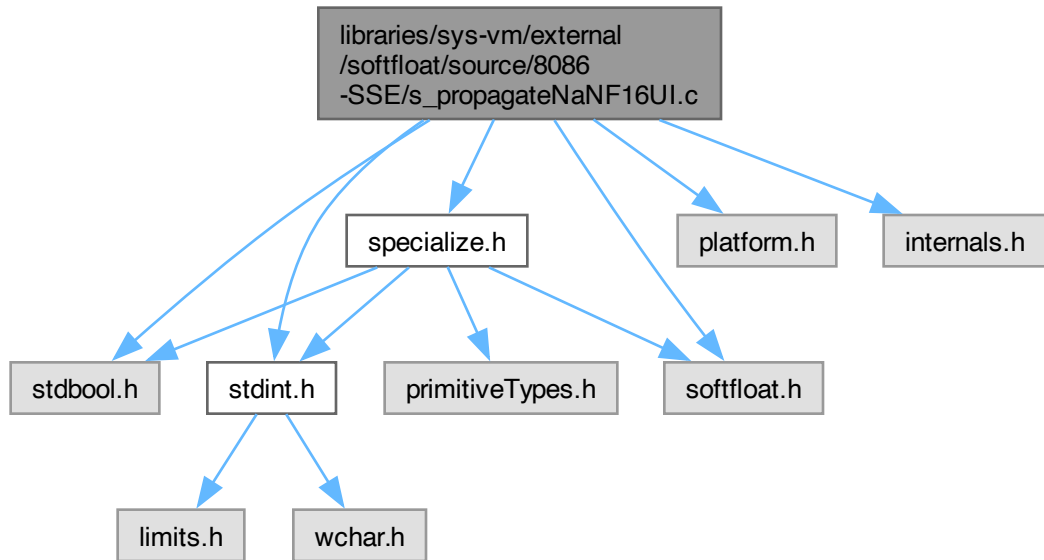 libraries/sys-vm/external
/softfloat/source/8086
-SSE/s_propagateNaNF16UI.c
specialize.h
platform.h
internals.h
stdbool.h
stdint.h
primitiveTypes.h
softfloat.h
limits.h
wchar.h